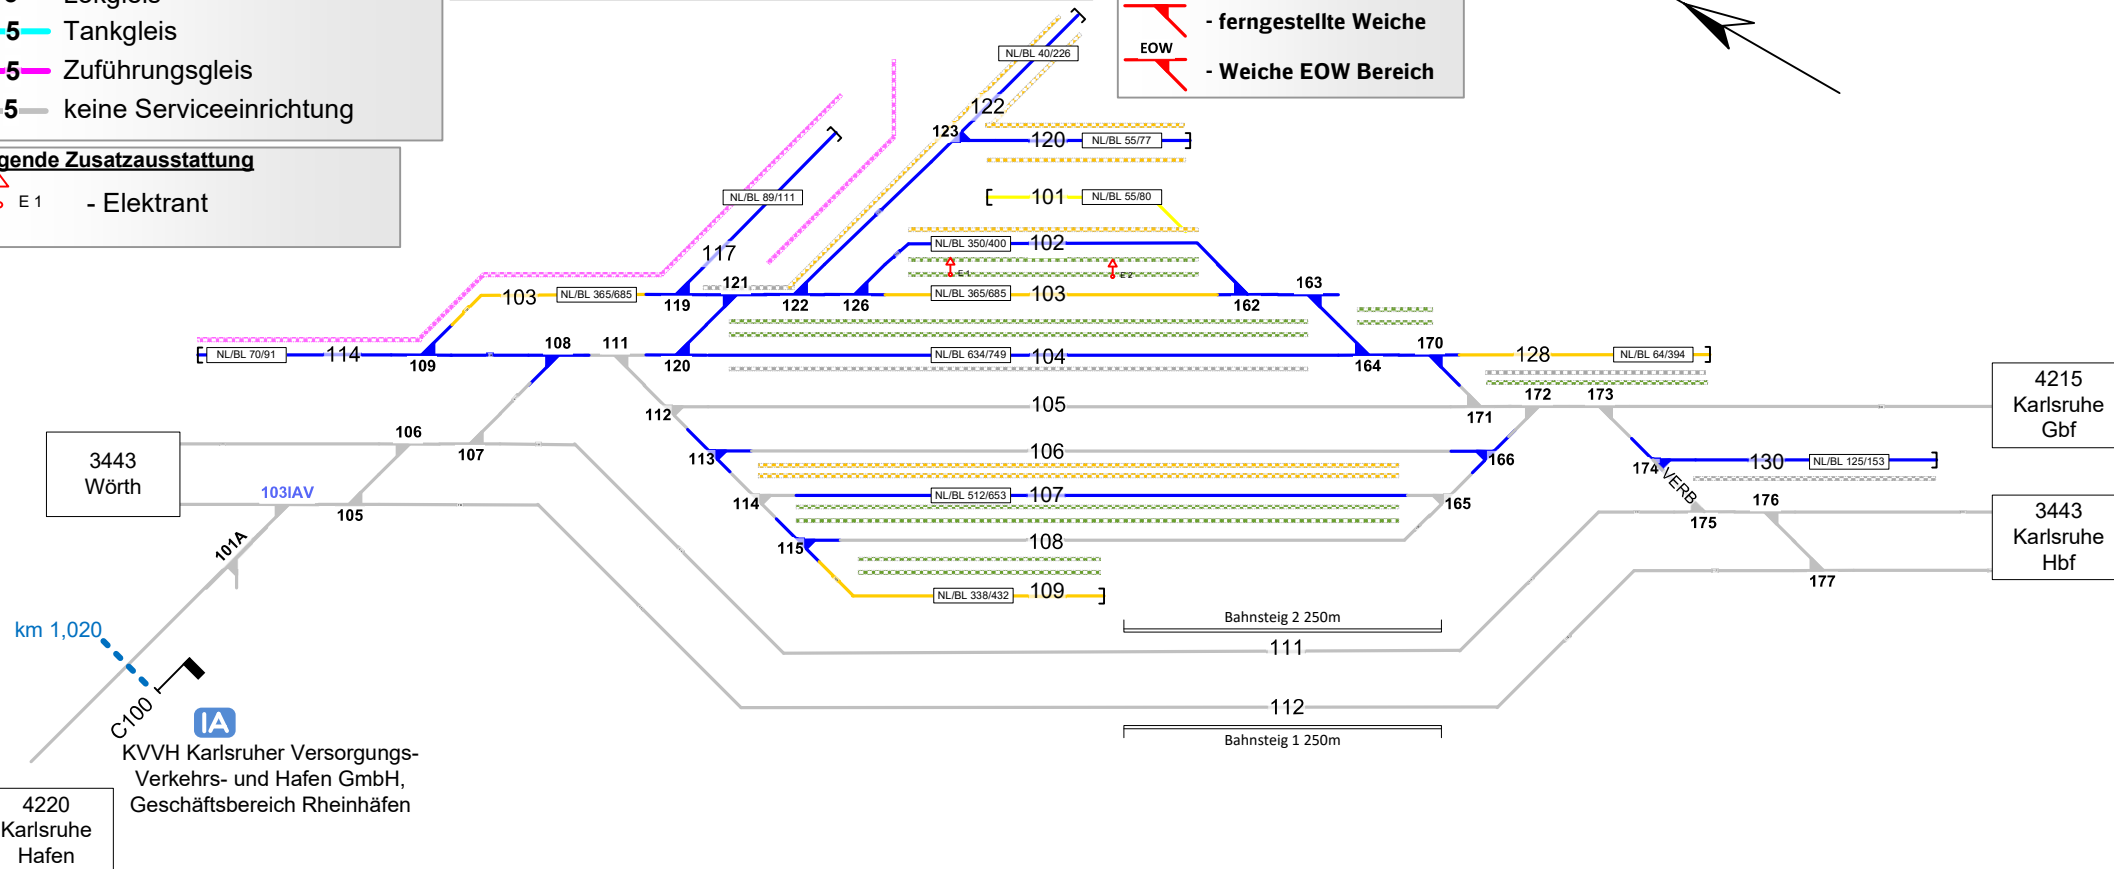 5
Tankgleis
5
Zuführungsgleis
5
keine Serviceeinrichtung
gende Zusatzausstattung
E 1
- Elektrant
- ferngestellte Weiche
EOW
- Weiche EOW Bereich
NL/BL 40/226
122
123
120
NL/BL 55/77
101
NL/BL 55/80
NL/BL 89/111
117
NL/BL 350/400
102
E 1
E 2
103
NL/BL 365/685
119
121
122
126
NL/BL 365/685
103
162
163
NL/BL 70/91
114
109
108
111
120
NL/BL 634/749
104
164
170
128
NL/BL 64/394
112
105
171
172
173
4215
Karlsruhe
Gbf
3443
Wörth
106
107
113
106
166
174
130
NL/BL 125/153
VERB
103IAV
105
114
NL/BL 512/653
107
165
175
176
3443
Karlsruhe
Hbf
101A
115
108
177
NL/BL 338/432
109
Bahnsteig 2 250m
111
km 1,020
C100
112
Bahnsteig 1 250m
IA
KVVH Karlsruher Versorgungs-
Verkehrs- und Hafen GmbH,
Geschäftsbereich Rheinhäfen
4220
Karlsruhe
Hafen